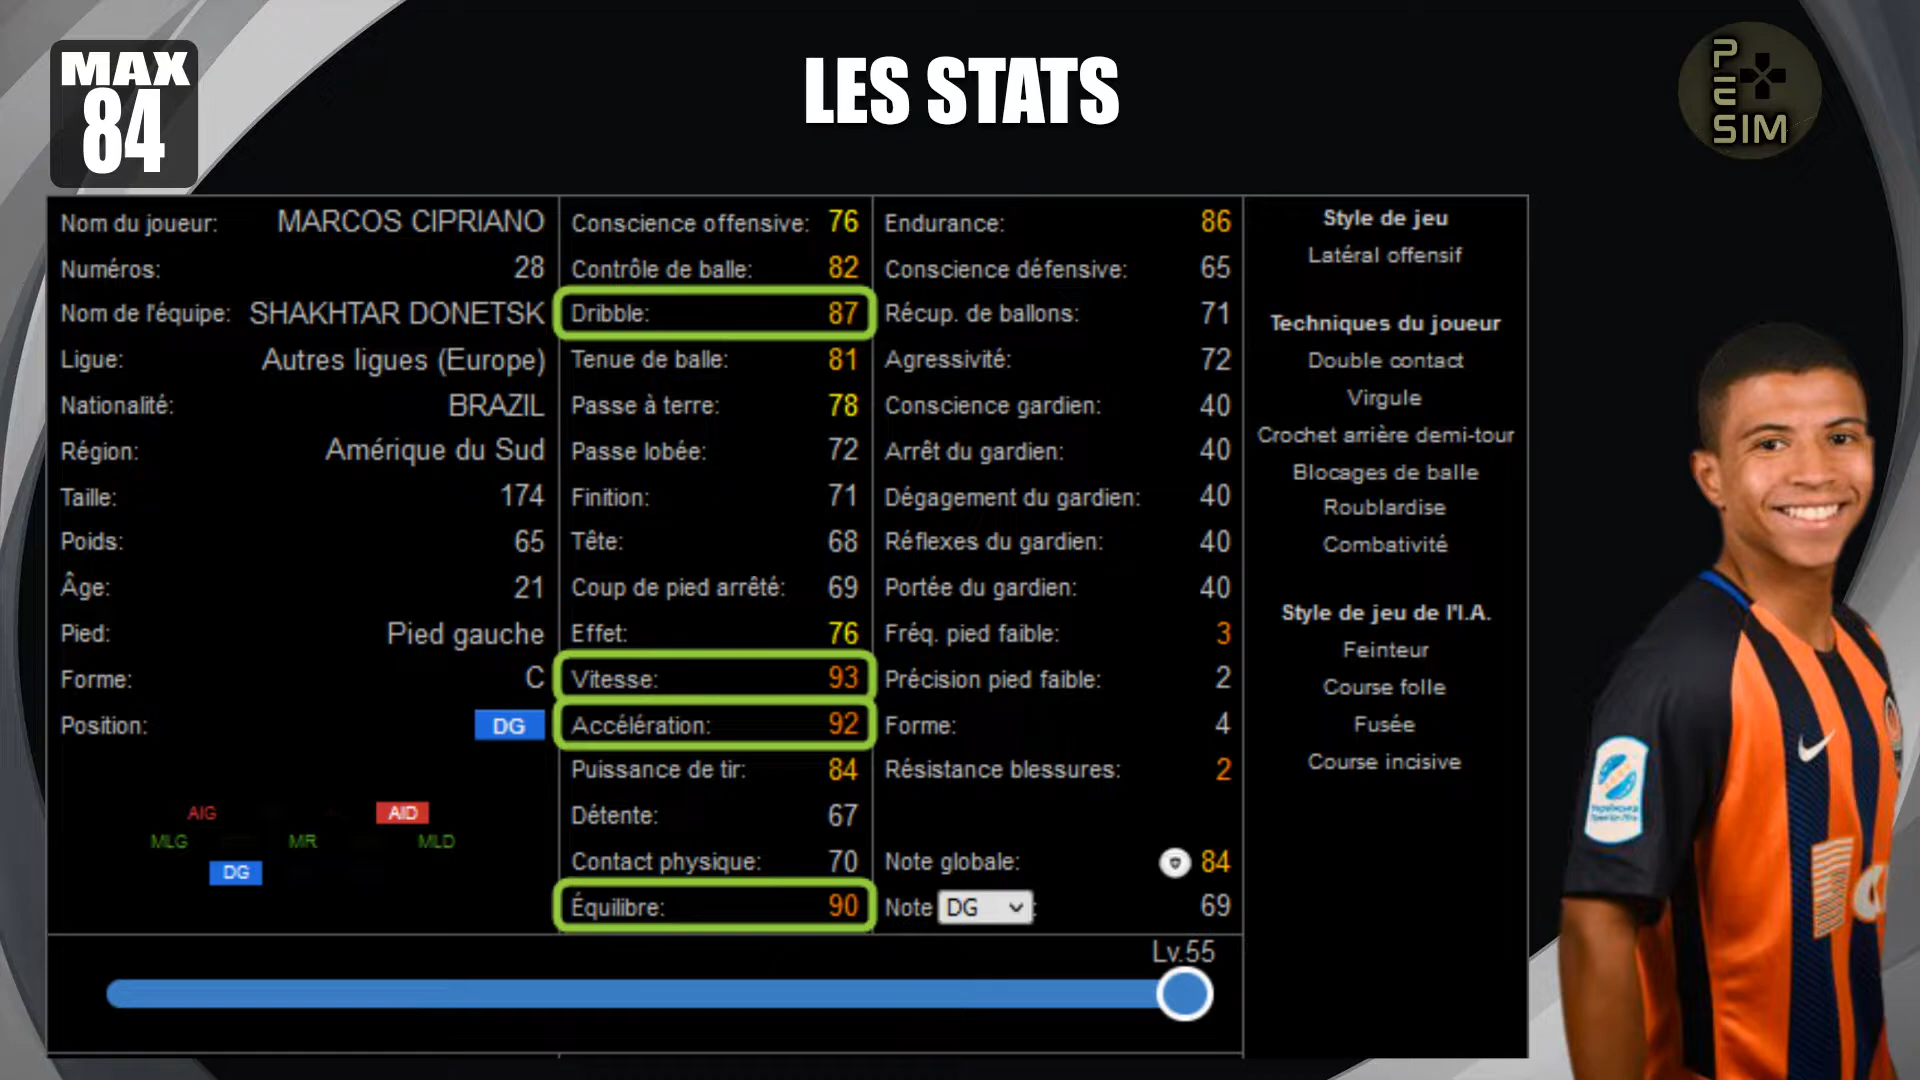 MAX
84
LES STATS
PE
SIM
Nom du joueur: MARCOS CIPRIANO
Numéros: 28
Nom de l'équipe: SHAKHTAR DONETSK
Ligue: Autres ligues (Europe)
Nationalité: BRAZIL
Région: Amérique du Sud
Taille: 174
Poids: 65
Âge: 21
Pied: Pied gauche
Forme: C
Position: DG
AIG AID
MLG MR MLD
DG
Conscience offensive: 76
Contrôle de balle: 82
Dribble: 87
Tenue de balle: 81
Passe à terre: 78
Passe lobée: 72
Finition: 71
Tête: 68
Coup de pied arrêté: 69
Effet: 76
Vitesse: 93
Accélération: 92
Puissance de tir: 84
Détente: 67
Contact physique: 70
Équilibre: 90
Endurance: 86
Conscience défensive: 65
Récup. de ballons: 71
Agressivité: 72
Conscience gardien: 40
Arrêt du gardien: 40
Dégagement du gardien: 40
Réflexes du gardien: 40
Portée du gardien: 40
Fréq. pied faible: 3
Précision pied faible: 2
Forme: 4
Résistance blessures: 2
Note globale: 84
Note DG : 69
Lv.55
Style de jeu
Latéral offensif
Techniques du joueur
Double contact
Virgule
Crochet arrière demi-tour
Blocages de balle
Roublardise
Combativité
Style de jeu de l'I.A.
Feinteur
Course folle
Fusée
Course incisive